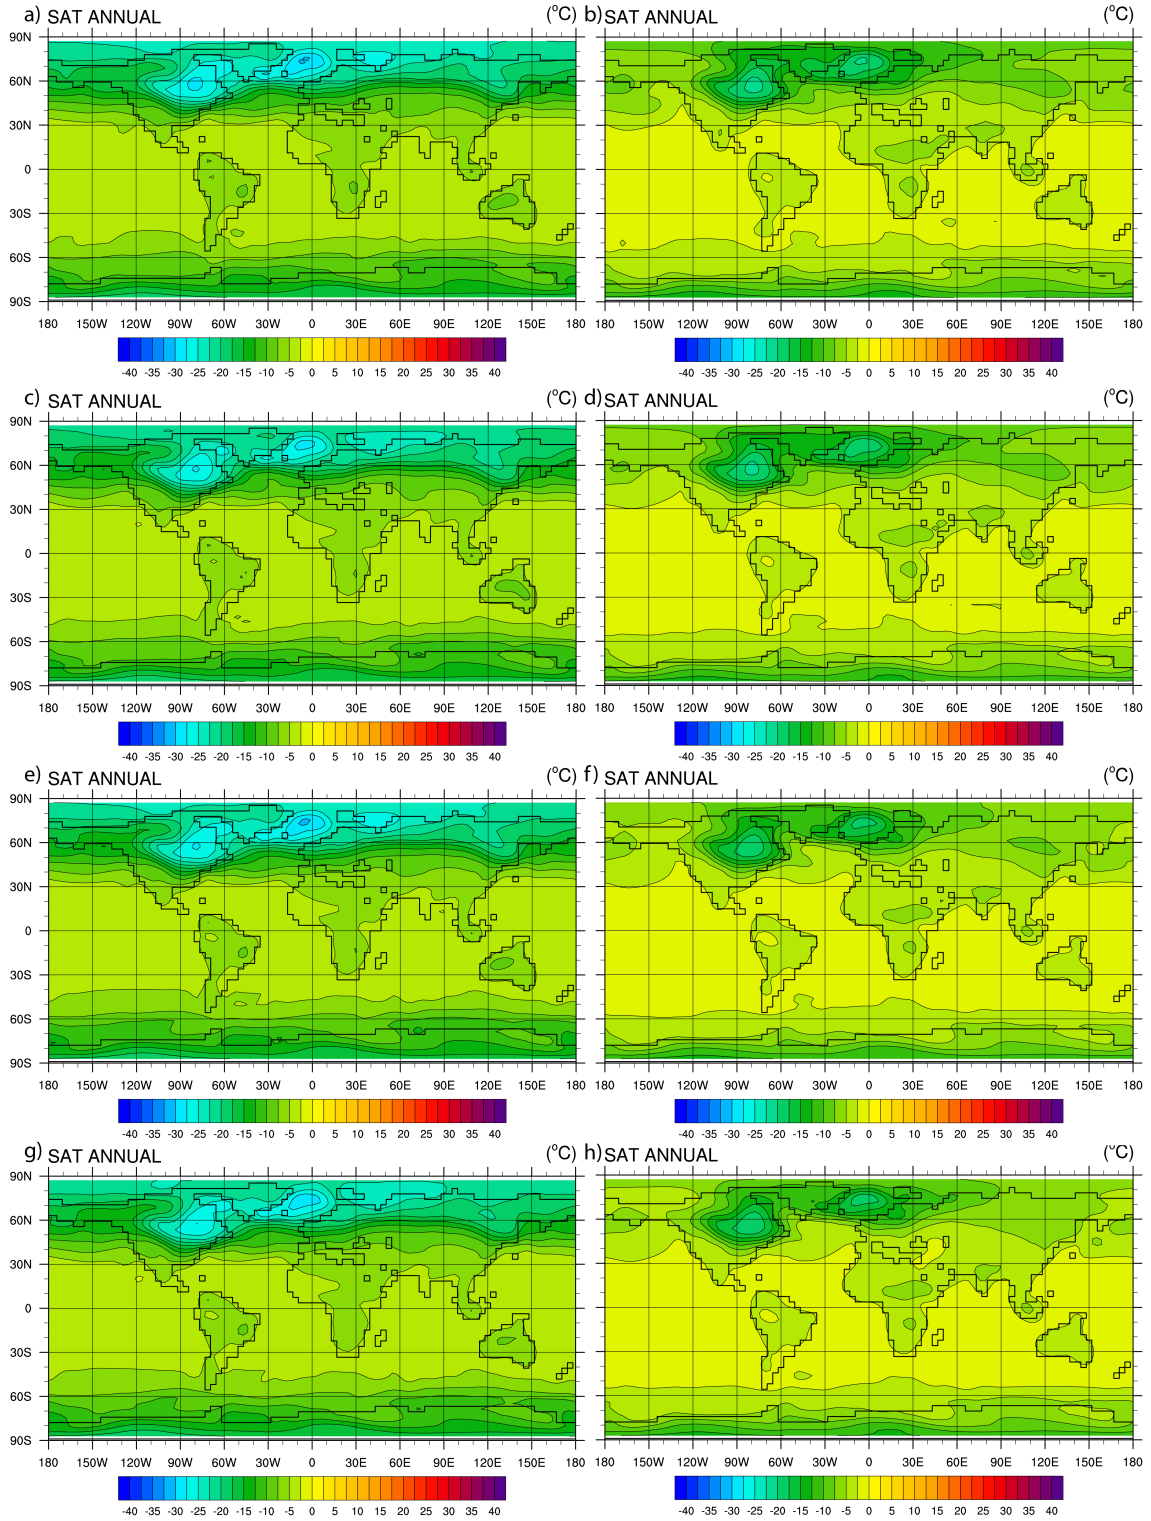 a) SAT ANNUAL (°C) b) SAT ANNUAL (°C)
90N
60N
30N
0
30S
60S
90S
180 150W 120W 90W 60W 30W 0 30E 60E 90E 120E 150E 180 180 150W 120W 90W 60W 30W 0 30E 60E 90E 120E 150E 180
-40 -35 -30 -25 -20 -15 -10 -5 0 5 10 15 20 25 30 35 40 -40 -35 -30 -25 -20 -15 -10 -5 0 5 10 15 20 25 30 35 40
c) SAT ANNUAL (°C) d) SAT ANNUAL (°C)
90N
60N
30N
0
30S
60S
90S
180 150W 120W 90W 60W 30W 0 30E 60E 90E 120E 150E 180 180 150W 120W 90W 60W 30W 0 30E 60E 90E 120E 150E 180
-40 -35 -30 -25 -20 -15 -10 -5 0 5 10 15 20 25 30 35 40 -40 -35 -30 -25 -20 -15 -10 -5 0 5 10 15 20 25 30 35 40
e) SAT ANNUAL (°C) f) SAT ANNUAL (°C)
90N
60N
30N
0
30S
60S
90S
180 150W 120W 90W 60W 30W 0 30E 60E 90E 120E 150E 180 180 150W 120W 90W 60W 30W 0 30E 60E 90E 120E 150E 180
-40 -35 -30 -25 -20 -15 -10 -5 0 5 10 15 20 25 30 35 40 -40 -35 -30 -25 -20 -15 -10 -5 0 5 10 15 20 25 30 35 40
g) SAT ANNUAL (°C) h) SAT ANNUAL (°C)
90N
60N
30N
0
30S
60S
90S
180 150W 120W 90W 60W 30W 0 30E 60E 90E 120E 150E 180 180 150W 120W 90W 60W 30W 0 30E 60E 90E 120E 150E 180
-40 -35 -30 -25 -20 -15 -10 -5 0 5 10 15 20 25 30 35 40 -40 -35 -30 -25 -20 -15 -10 -5 0 5 10 15 20 25 30 35 40